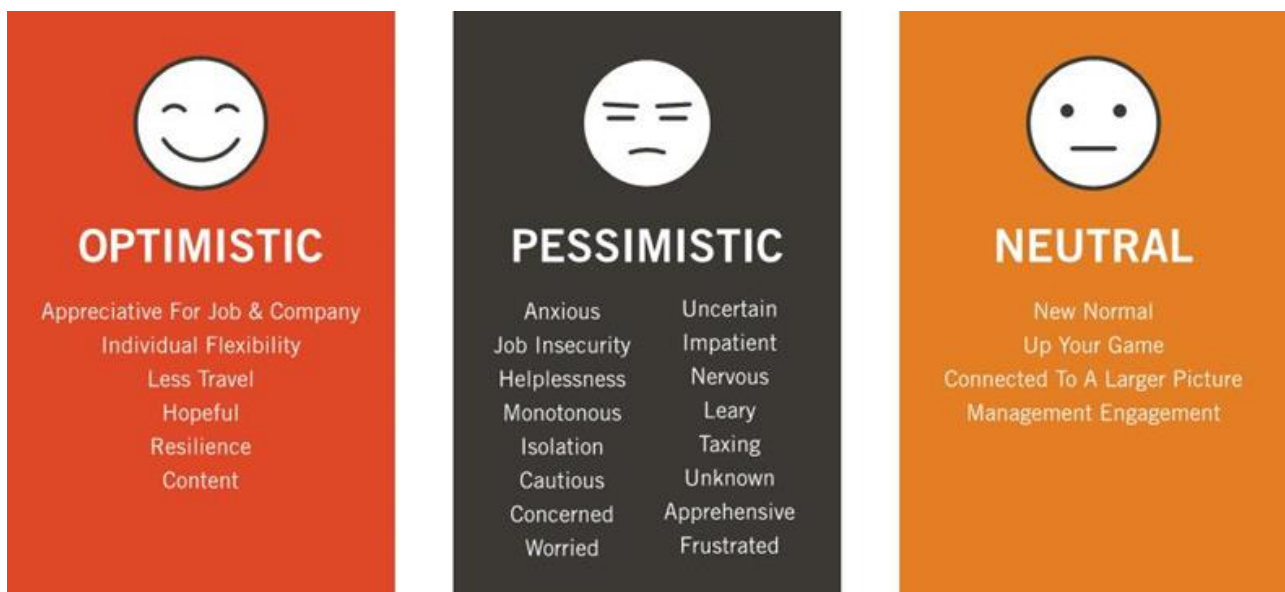 OPTIMISTIC
Appreciative For Job & Company
Individual Flexibility
Less Travel
Hopeful
Resilience
Content
PESSIMISTIC
Anxious
Job Insecurity
Helplessness
Monotonous
Isolation
Cautious
Concerned
Worried
Uncertain
Impatient
Nervous
Leary
Taxing
Unknown
Apprehensive
Frustrated
NEUTRAL
New Normal
Up Your Game
Connected To A Larger Picture
Management Engagement